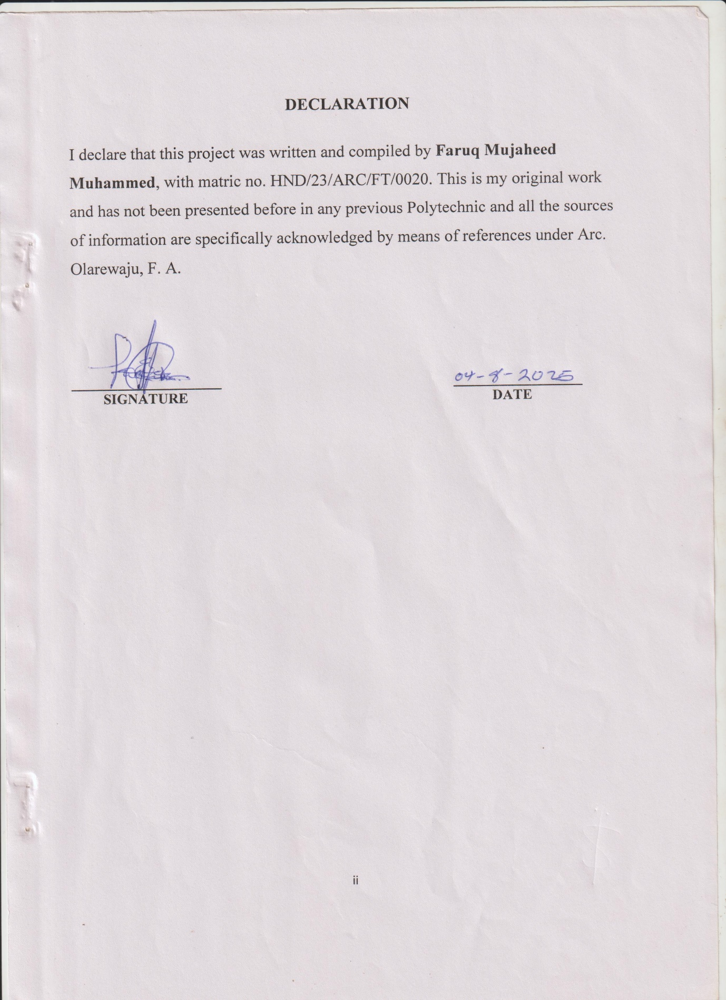 DECLARATION
I declare that this project was written and compiled by Faruq Mujaheed
Muhammed, with matric no. HND/23/ARC/FT/0020. This is my original work
and has not been presented before in any previous Polytechnic and all the sources
of information are specifically acknowledged by means of references under Arc.
Olarewaju, F. A.
04-8-2025
SIGNATURE DATE
ii